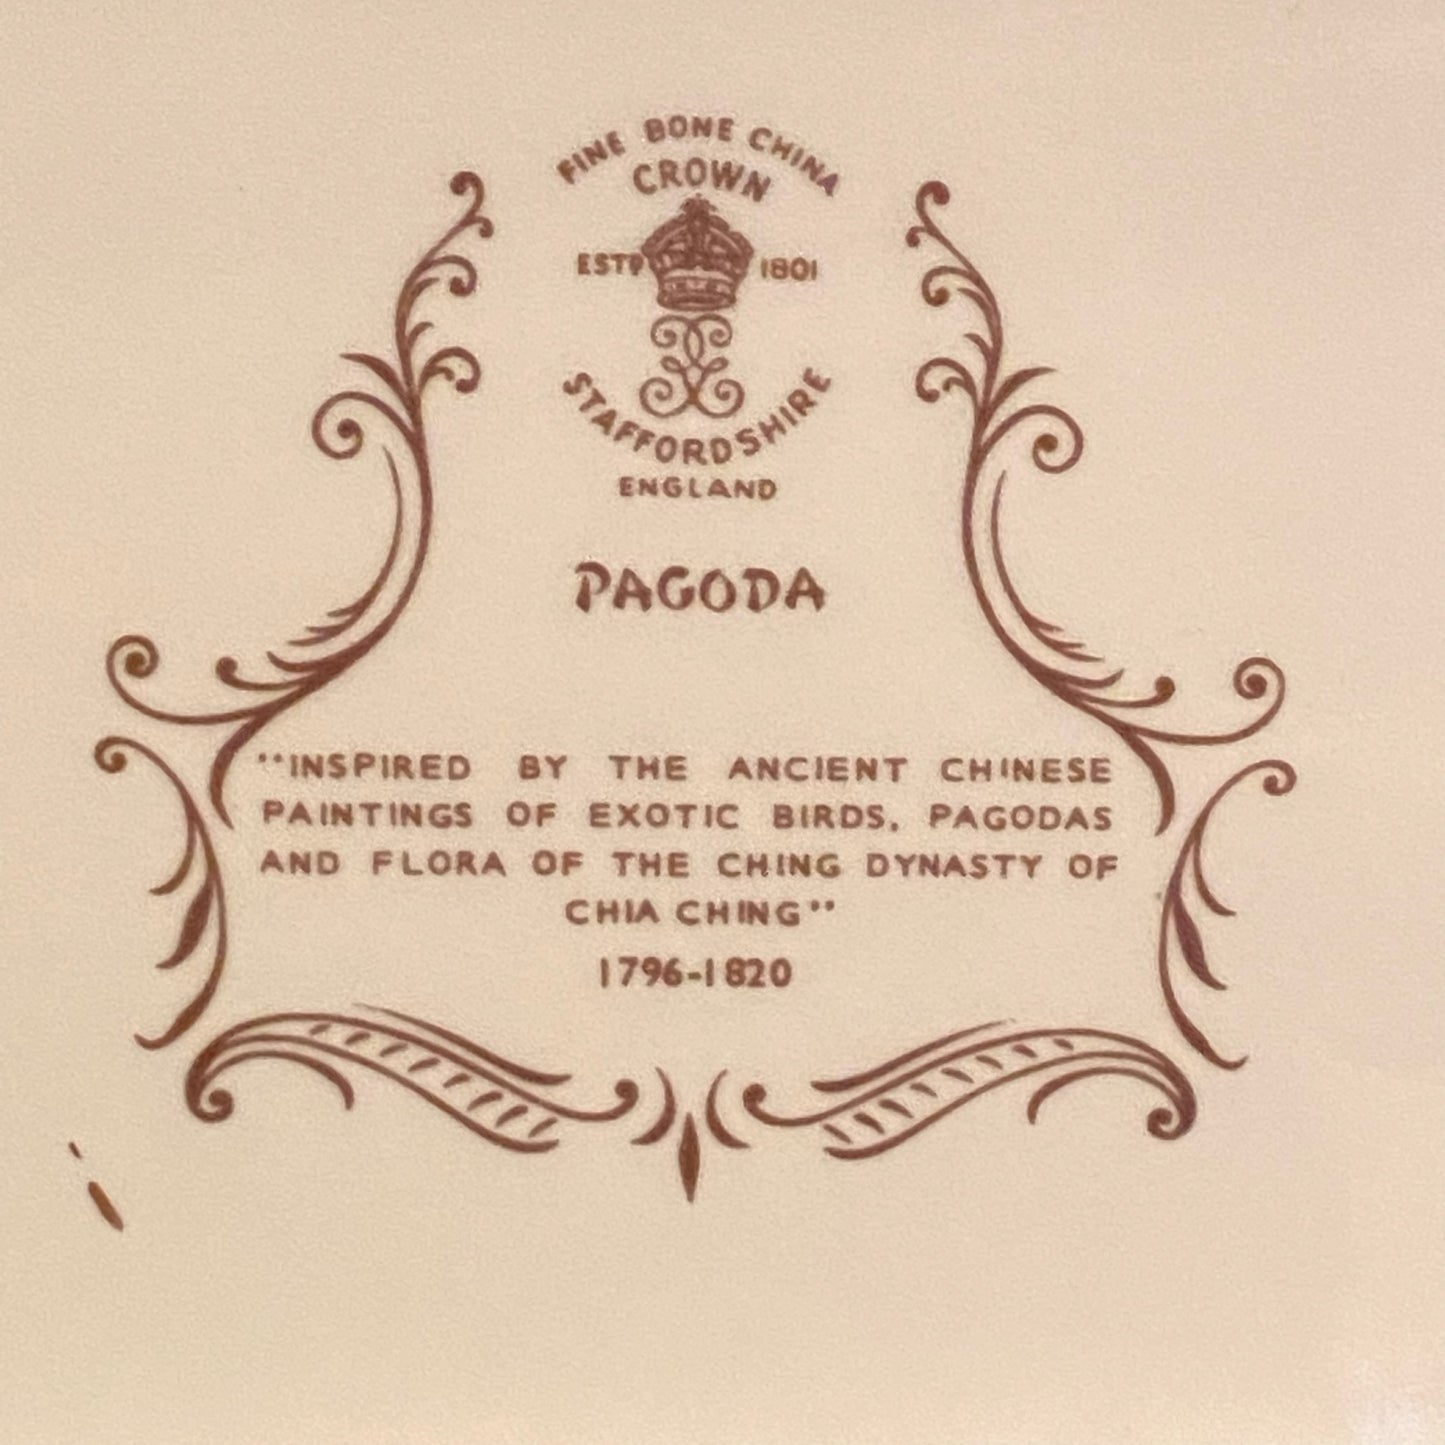 FINE BONE CHINA
CROWN
ESTD 1801
STAFFORDSHIRE
ENGLAND
PAGODA
"INSPIRED BY THE ANCIENT CHINESE
PAINTINGS OF EXOTIC BIRDS, PAGODAS
AND FLORA OF THE CHING DYNASTY OF
CHIA CHING"
1796-1820